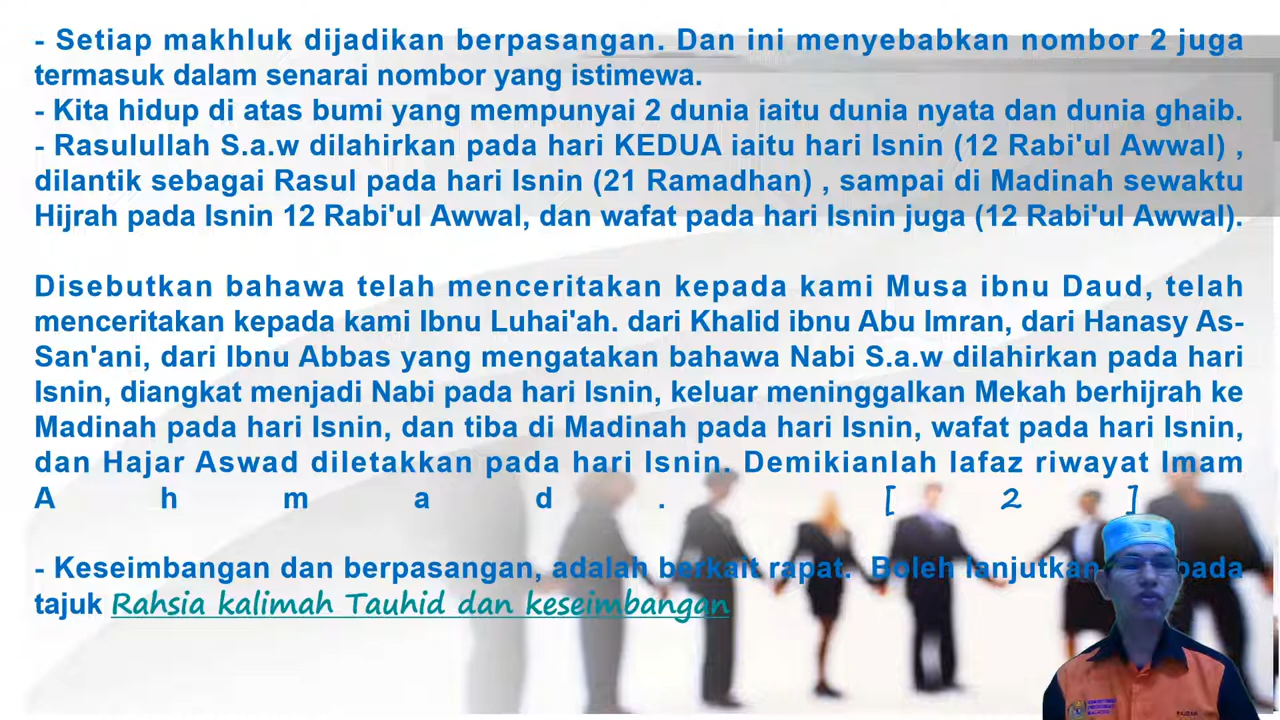 - Setiap makhluk dijadikan berpasangan. Dan ini menyebabkan nombor 2 juga
termasuk dalam senarai nombor yang istimewa.
- Kita hidup di atas bumi yang mempunyai 2 dunia iaitu dunia nyata dan dunia ghaib.
- Rasulullah S.a.w dilahirkan pada hari KEDUA iaitu hari Isnin (12 Rabi'ul Awwal) ,
dilantik sebagai Rasul pada hari Isnin (21 Ramadhan) , sampai di Madinah sewaktu
Hijrah pada Isnin 12 Rabi'ul Awwal, dan wafat pada hari Isnin juga (12 Rabi'ul Awwal).
Disebutkan bahawa telah menceritakan kepada kami Musa ibnu Daud, telah
menceritakan kepada kami Ibnu Luhai'ah. dari Khalid ibnu Abu Imran, dari Hanasy As-
San'ani, dari Ibnu Abbas yang mengatakan bahawa Nabi S.a.w dilahirkan pada hari
Isnin, diangkat menjadi Nabi pada hari Isnin, keluar meninggalkan Mekah berhijrah ke
Madinah pada hari Isnin, dan tiba di Madinah pada hari Isnin, wafat pada hari Isnin,
dan Hajar Aswad diletakkan pada hari Isnin. Demikianlah lafaz riwayat Imam
A h m a d . [ 2 ]
- Keseimbangan dan berpasangan, adalah berkait rapat. Boleh lanjutkan
tajuk Rahsia kalimah Tauhid dan keseimbangan